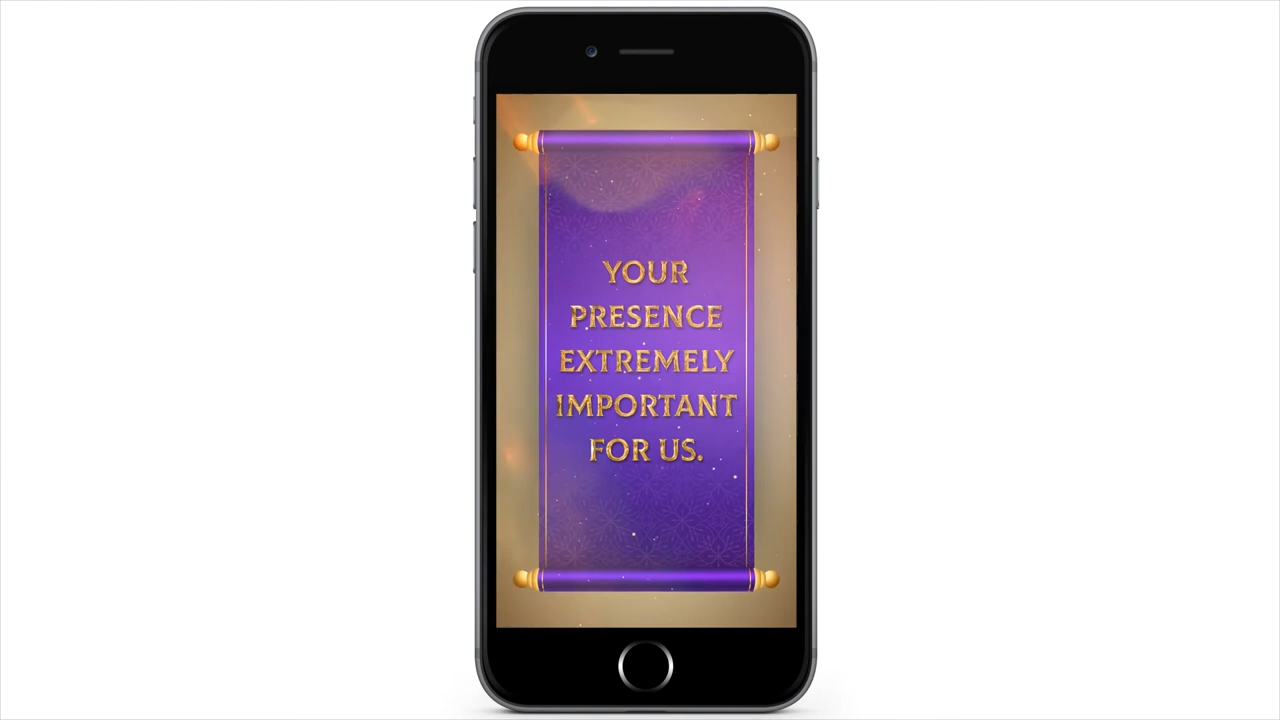 YOUR
PRESENCE
EXTREMELY
IMPORTANT
FOR US.